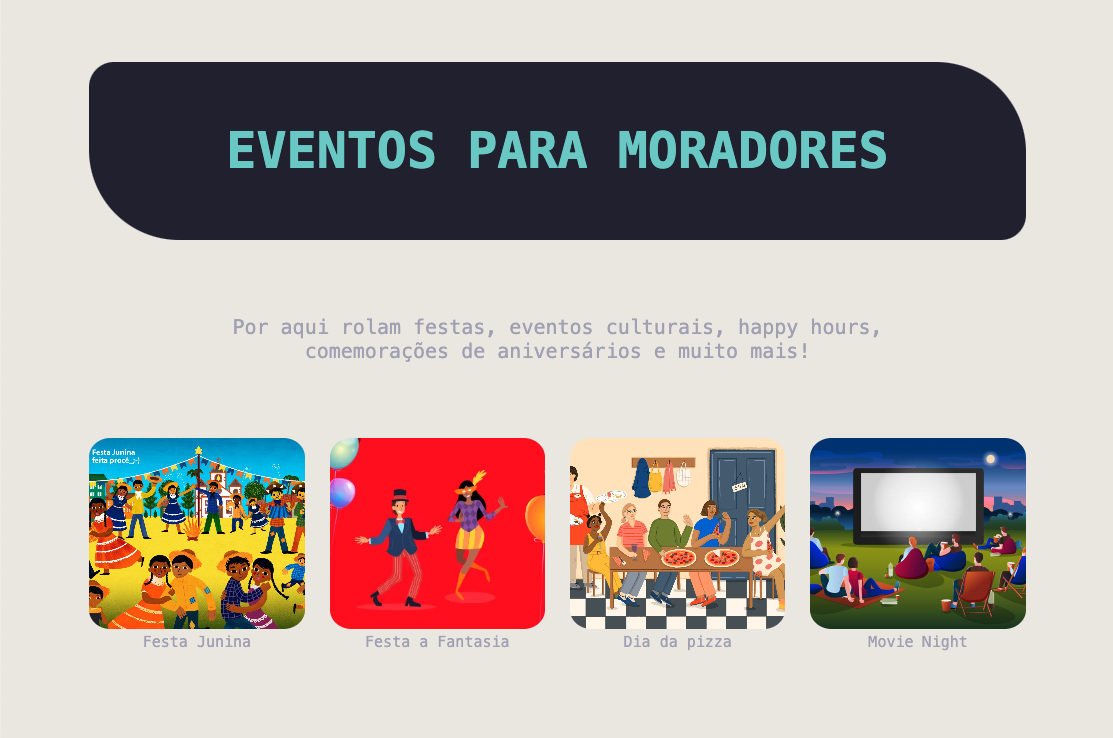 EVENTOS PARA MORADORES
Por aqui rolam festas, eventos culturais, happy hours,
comemorações de aniversários e muito mais!
Festa Junina
feita procê_;-)
Festa Junina
Festa a Fantasia
Dia da pizza
Movie Night